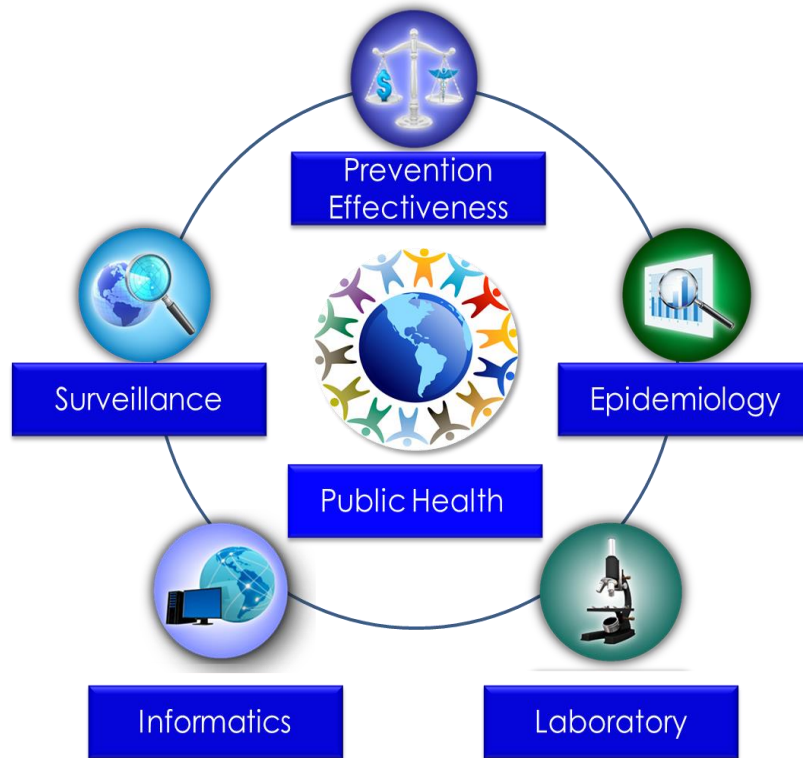 $
Prevention
Effectiveness
Surveillance
Epidemiology
Public Health
Informatics
Laboratory